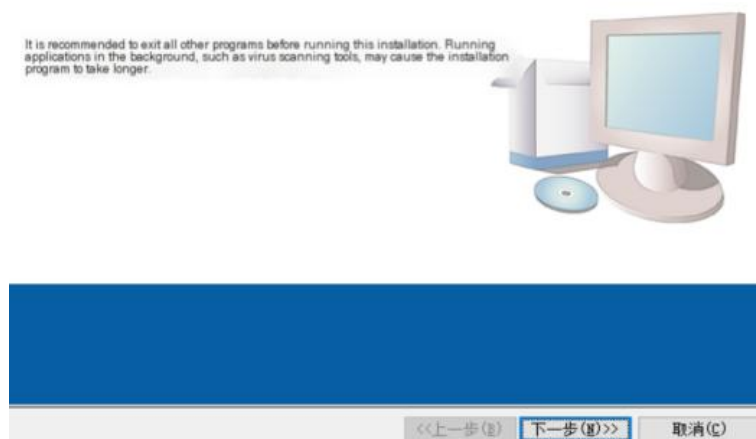 It is recommended to exit all other programs before running this installation. Running
applications in the background, such as virus scanning tools, may cause the installation
program to take longer.
<<上一步(B) 下一步(N)>> 取消(C)